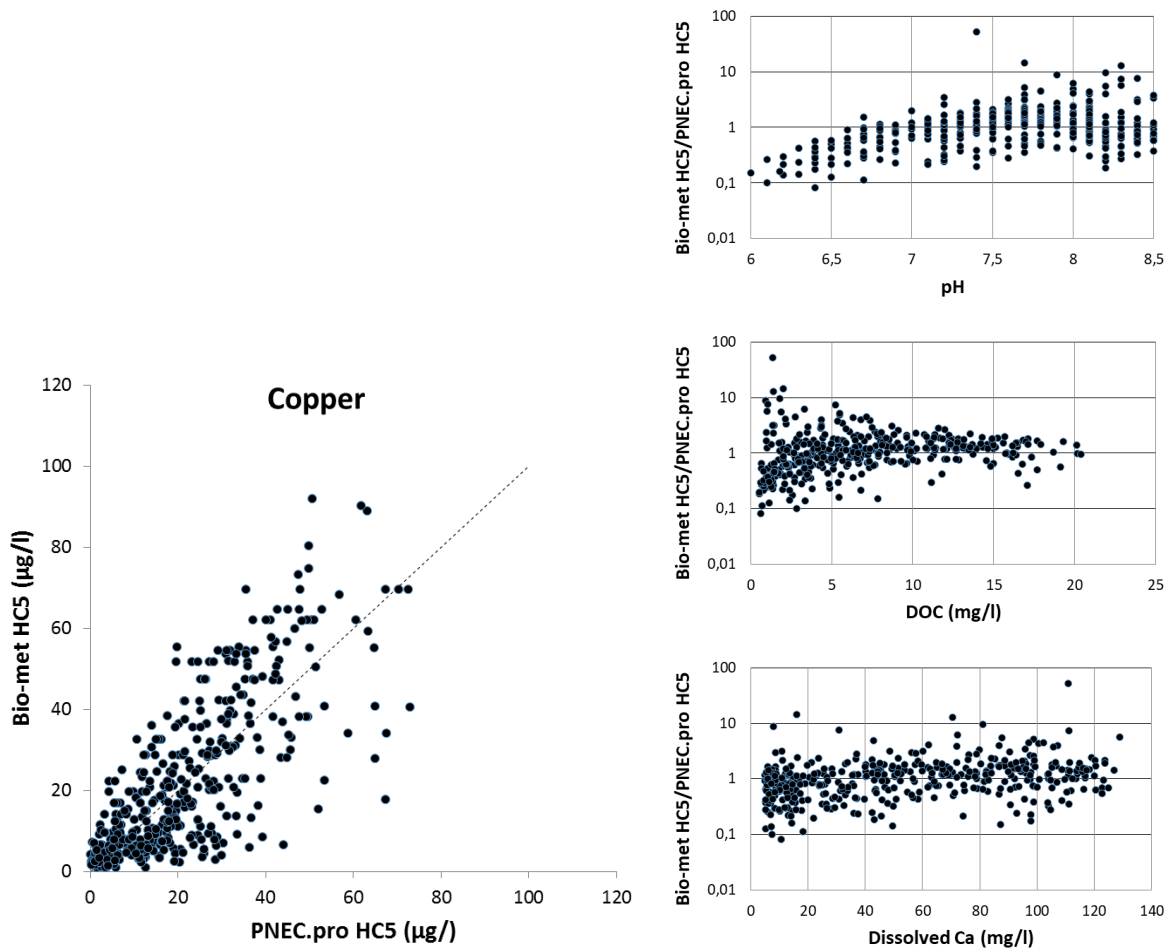 Copper
Bio-met HC5 (µg/l)
120
100
80
60
40
20
0
0 20 40 60 80 100 120
PNEC.pro HC5 (µg/)
Bio-met HC5/PNEC.pro HC5
100
10
1
0,1
0,01
6 6,5 7 7,5 8 8,5
pH
Bio-met HC5/PNEC.pro HC5
100
10
1
0,1
0,01
0 5 10 15 20 25
DOC (mg/l)
Bio-met HC5/PNEC.pro HC5
100
10
1
0,1
0,01
0 20 40 60 80 100 120 140
Dissolved Ca (mg/l)